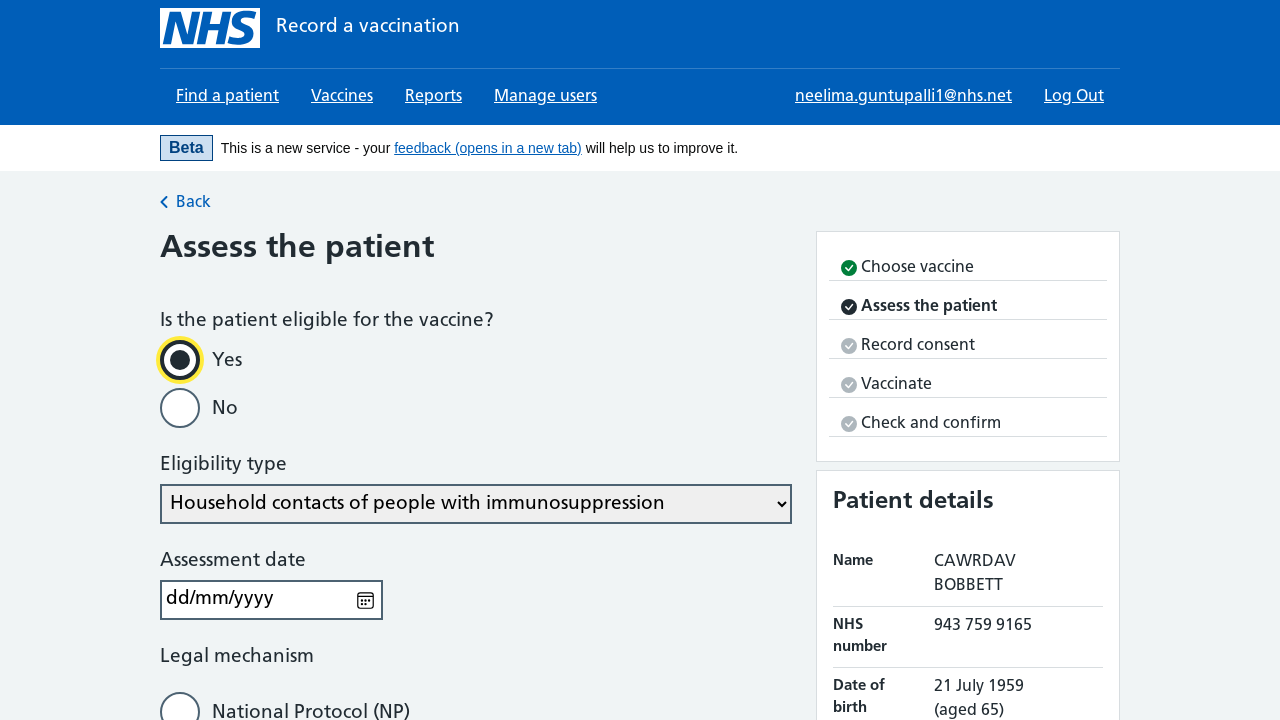 NHS Record a vaccination
Find a patient Vaccines Reports Manage users neelima.guntupalli1@nhs.net Log Out
Beta This is a new service - your feedback (opens in a new tab) will help us to improve it.
Back
Assess the patient
Is the patient eligible for the vaccine?
Yes
No
Eligibility type
Household contacts of people with immunosuppression
Assessment date
dd/mm/yyyy
Legal mechanism
National Protocol (NP)
Choose vaccine
Assess the patient
Record consent
Vaccinate
Check and confirm
Patient details
Name CAWRDAV
BOBBETT
NHS 943 759 9165
number
Date of 21 July 1959
birth (aged 65)